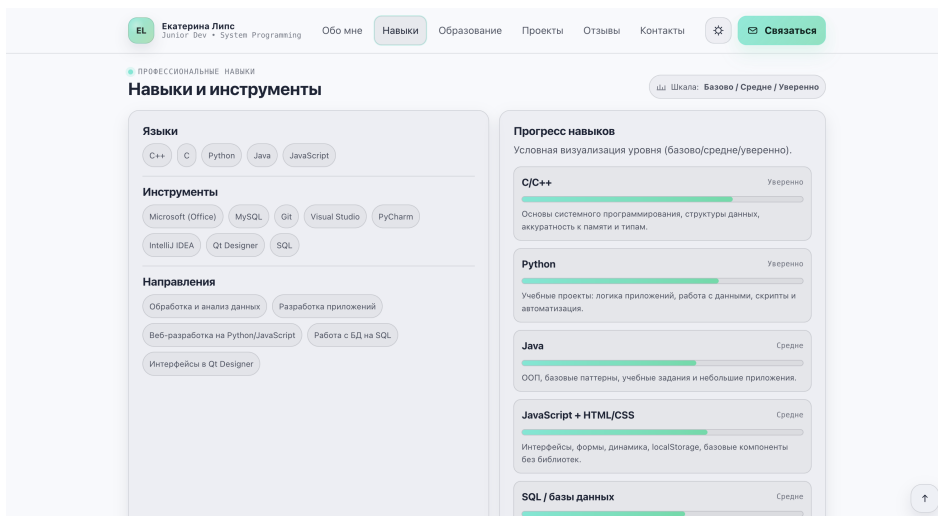 EL
Екатерина Липс
Junior Dev • System Programming
Обо мне
Навыки
Образование
Проекты
Отзывы
Контакты
Связаться
ПРОФЕССИОНАЛЬНЫЕ НАВЫКИ
Навыки и инструменты
Шкала: Базово / Средне / Уверенно
Языки
C++
C
Python
Java
JavaScript
Инструменты
Microsoft (Office)
MySQL
Git
Visual Studio
PyCharm
IntelliJ IDEA
Qt Designer
SQL
Направления
Обработка и анализ данных
Разработка приложений
Веб-разработка на Python/JavaScript
Работа с БД на SQL
Интерфейсы в Qt Designer
Прогресс навыков
Условная визуализация уровня (базово/средне/уверенно).
C/C++
Уверенно
Основы системного программирования, структуры данных,
аккуратность к памяти и типам.
Python
Уверенно
Учебные проекты: логика приложений, работа с данными, скрипты и
автоматизация.
Java
Средне
ООП, базовые паттерны, учебные задания и небольшие приложения.
JavaScript + HTML/CSS
Средне
Интерфейсы, формы, динамика, localStorage, базовые компоненты
без библиотек.
SQL / базы данных
Средне